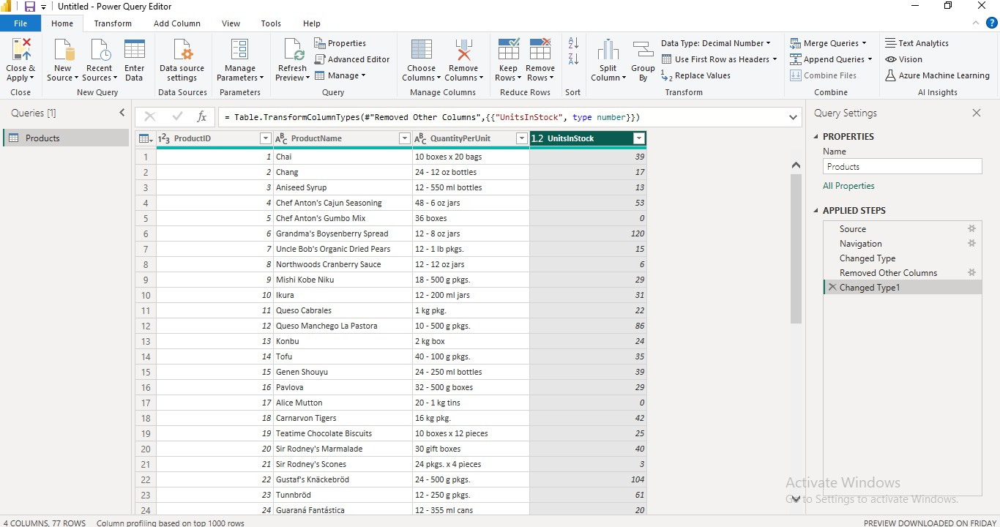 Untitled - Power Query Editor
File Home Transform Add Column View Tools Help
Close & Apply
New Source
Recent Sources
Enter Data
Data source settings
Manage Parameters
Refresh Preview
Properties
Advanced Editor
Manage
Choose Columns
Remove Columns
Keep Rows
Remove Rows
Split Column
Group By
Data Type: Decimal Number
Use First Row as Headers
Replace Values
Merge Queries
Append Queries
Combine Files
Text Analytics
Vision
Azure Machine Learning
Close New Query Data Sources Parameters Query Manage Columns Reduce Rows Sort Transform Combine AI Insights
Queries [1]
Products
fx = Table.TransformColumnTypes(#"Removed Other Columns",{{"UnitsInStock", type number}})
123 ProductID ABC ProductName ABC QuantityPerUnit 1.2 UnitsInStock
1 1 Chai 10 boxes x 20 bags 39
2 2 Chang 24 - 12 oz bottles 17
3 3 Aniseed Syrup 12 - 550 ml bottles 13
4 4 Chef Anton's Cajun Seasoning 48 - 6 oz jars 53
5 5 Chef Anton's Gumbo Mix 36 boxes 0
6 6 Grandma's Boysenberry Spread 12 - 8 oz jars 120
7 7 Uncle Bob's Organic Dried Pears 12 - 1 lb pkgs. 15
8 8 Northwoods Cranberry Sauce 12 - 12 oz jars 6
9 9 Mishi Kobe Niku 18 - 500 g pkgs. 29
10 10 Ikura 12 - 200 ml jars 31
11 11 Queso Cabrales 1 kg pkg. 22
12 12 Queso Manchego La Pastora 10 - 500 g pkgs. 86
13 13 Konbu 2 kg box 24
14 14 Tofu 40 - 100 g pkgs. 35
15 15 Genen Shouyu 24 - 250 ml bottles 39
16 16 Pavlova 32 - 500 g boxes 29
17 17 Alice Mutton 20 - 1 kg tins 0
18 18 Carnarvon Tigers 16 kg pkg. 42
19 19 Teatime Chocolate Biscuits 10 boxes x 12 pieces 25
20 20 Sir Rodney's Marmalade 30 gift boxes 40
21 21 Sir Rodney's Scones 24 pkgs. x 4 pieces 3
22 22 Gustaf's Knäckebröd 24 - 500 g pkgs. 104
23 23 Tunnbröd 12 - 250 g pkgs. 61
24 24 Guaraná Fantástica 12 - 355 ml cans 20
Query Settings
PROPERTIES
Name
Products
All Properties
APPLIED STEPS
Source
Navigation
Changed Type
Removed Other Columns
Changed Type1
Activate Windows
Go to Settings to activate Windows.
4 COLUMNS, 77 ROWS Column profiling based on top 1000 rows PREVIEW DOWNLOADED ON FRIDAY